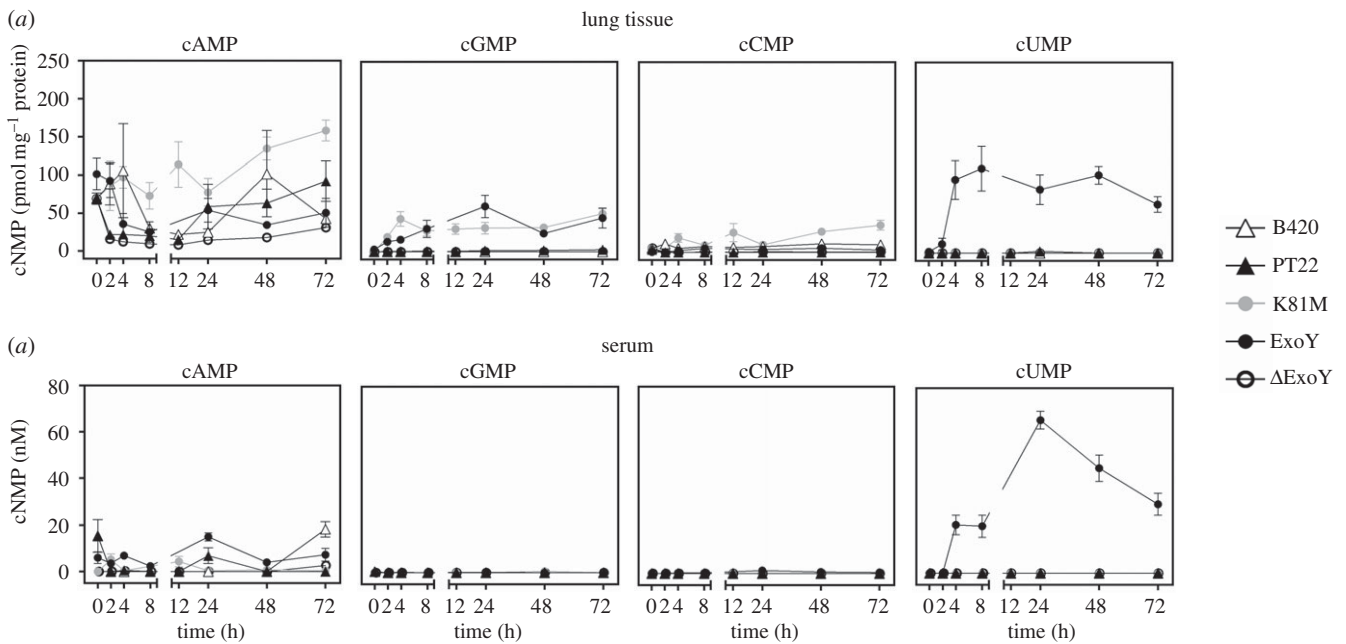 (a) lung tissue
cAMP cGMP cCMP cUMP
cNMP (pmol mg⁻¹ protein)
250
200
150
100
50
0
0 2 4 8 12 24 48 72 0 2 4 8 12 24 48 72 0 2 4 8 12 24 48 72 0 2 4 8 12 24 48 72
(a) serum
cAMP cGMP cCMP cUMP
cNMP (nM)
80
60
40
20
0
0 2 4 8 12 24 48 72 0 2 4 8 12 24 48 72 0 2 4 8 12 24 48 72 0 2 4 8 12 24 48 72
time (h) time (h) time (h) time (h)
B420
PT22
K81M
ExoY
ΔExoY